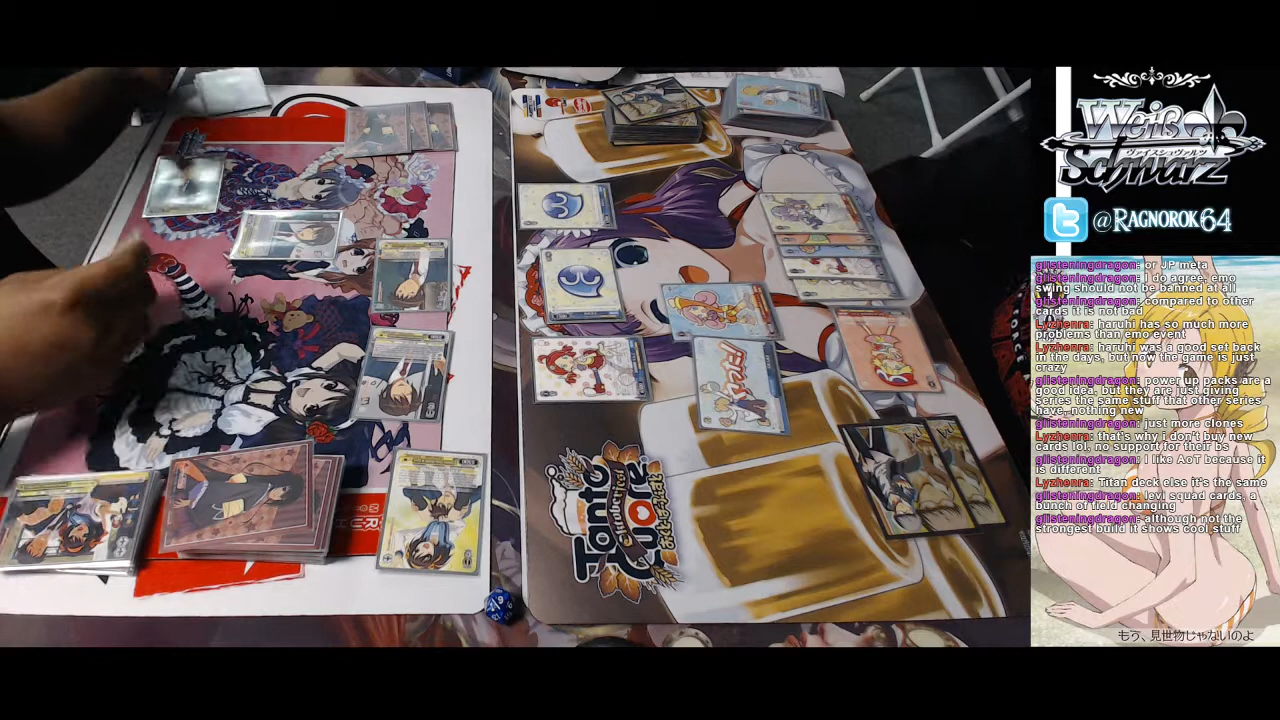 Weiß
ヴァイスシュヴァルツ
Schwarz
@Ragnorok64
glisteningdragon: or JP meta
glisteningdragon: I do agree, emo
swing should not be banned at all
glisteningdragon: compared to other
cards it is not bad
Lyzhenra: haruhi has so much more
problems than emo event
Lyzhenra: haruhi was a good set back
in the days, but now the game is just
crazy
glisteningdragon: power up packs are a
good idea, but they are just giving
series the same stuff that other series
have, nothing new
glisteningdragon: just more clones
Lyzhenra: that's why i don't buy new
cards lol, no support for their bs
glisteningdragon: I like AoT because it
is different
Lyzhenra: Titan deck else it's the same
glisteningdragon: levi squad cards, a
bunch of field changing
glisteningdragon: although not the
strongest build it shows cool stuff
もう、見世物じゃないのよ
Tanto
Oktoberfest
Cuore